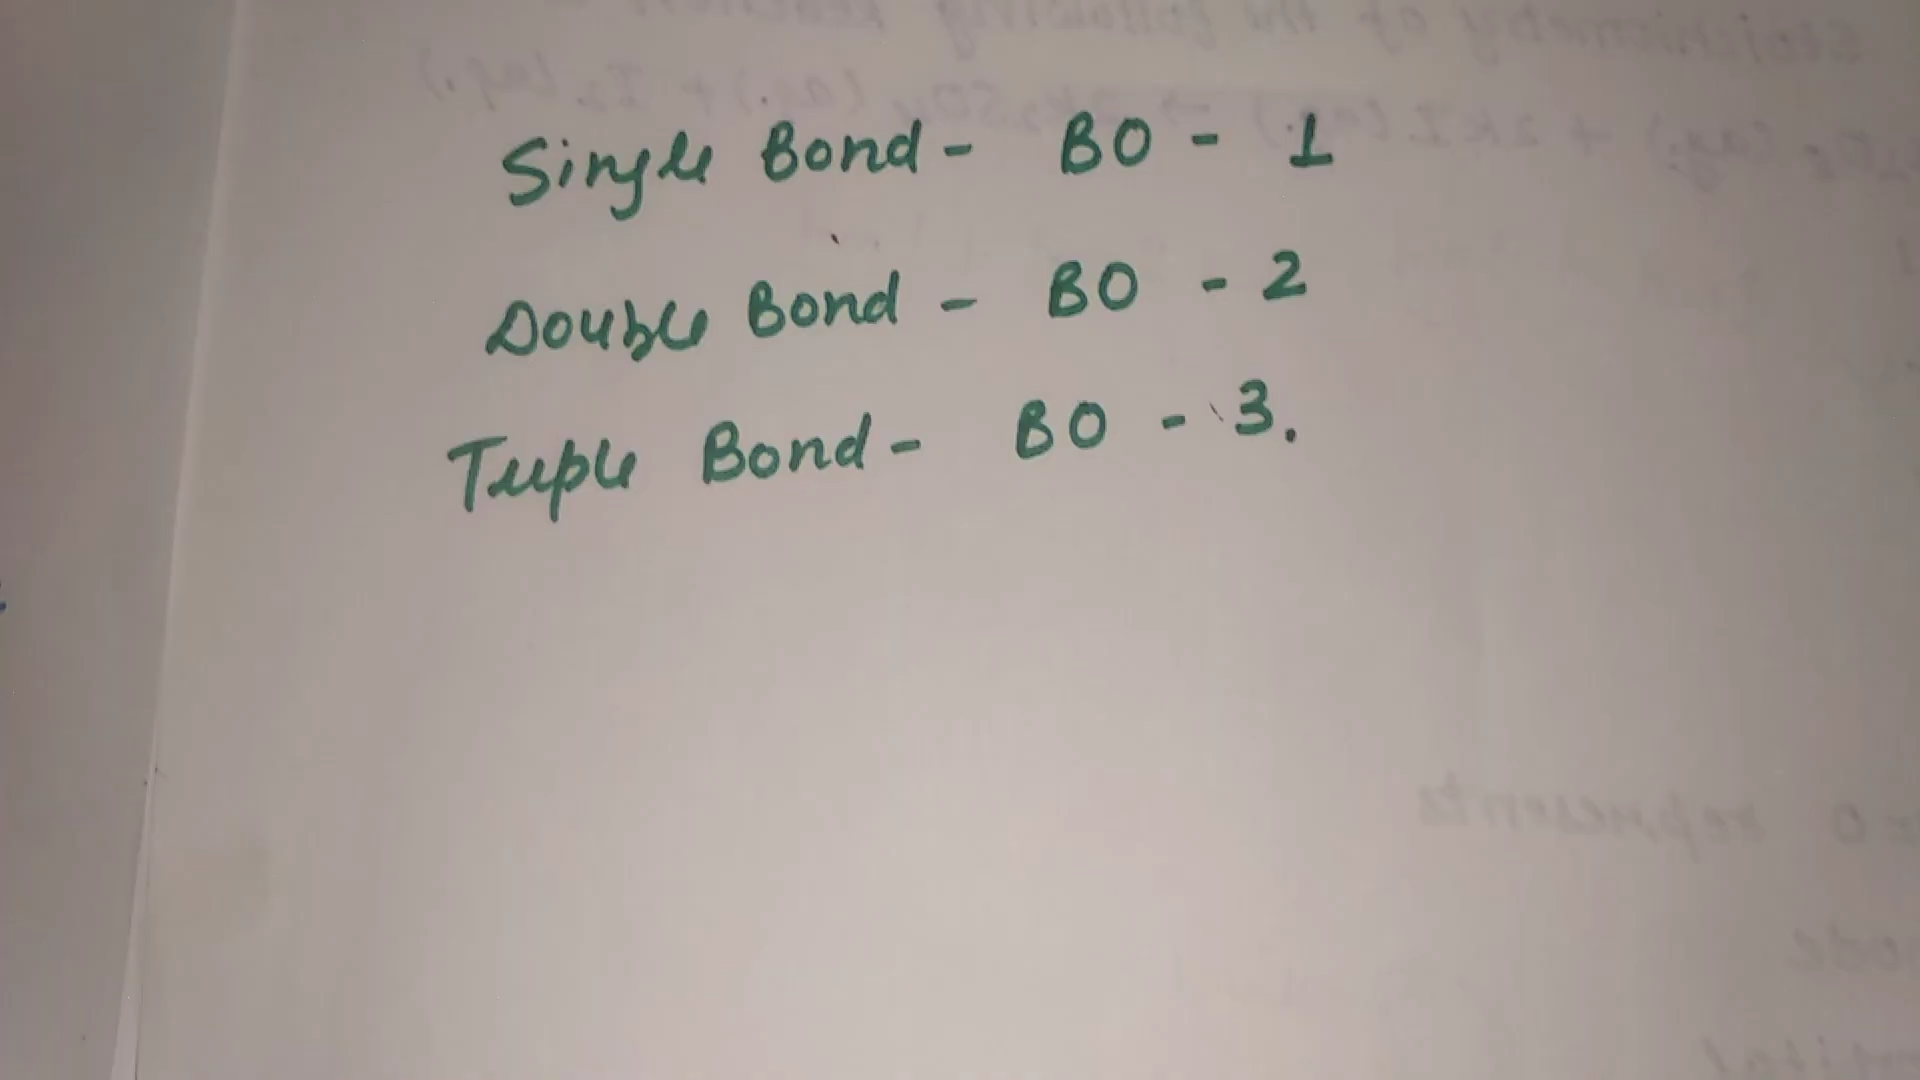 Single Bond - BO - 1
Double Bond - BO - 2
Triple Bond - BO - 3.